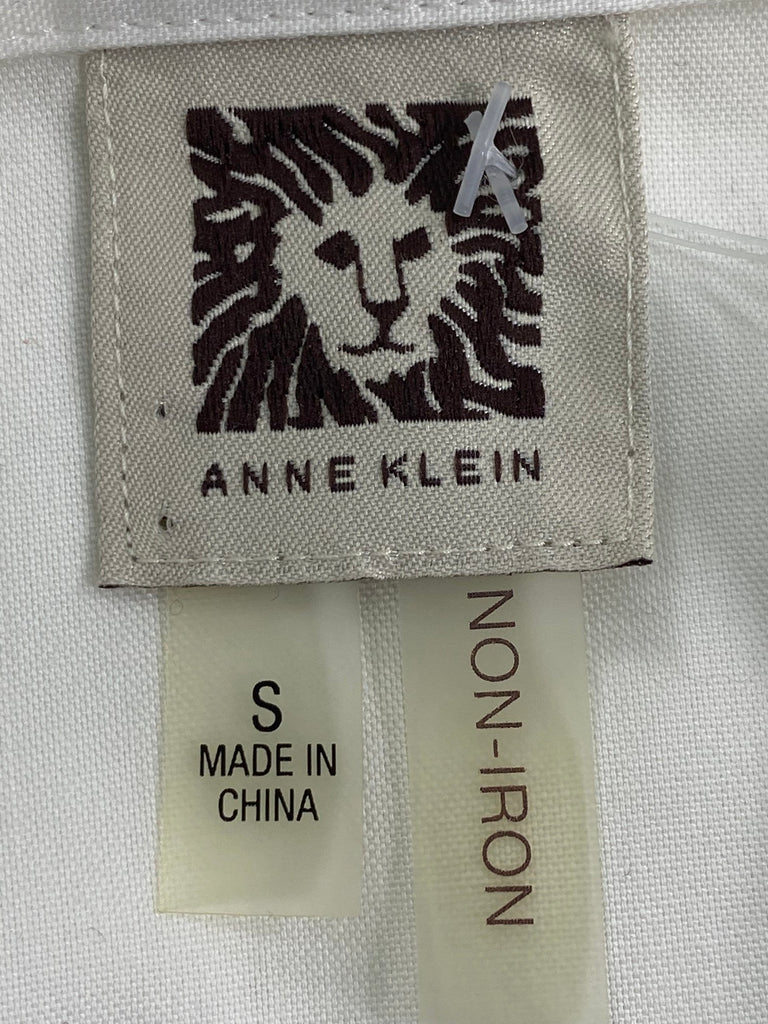 ANNE KLEIN
S
MADE IN
CHINA
NON-IRON